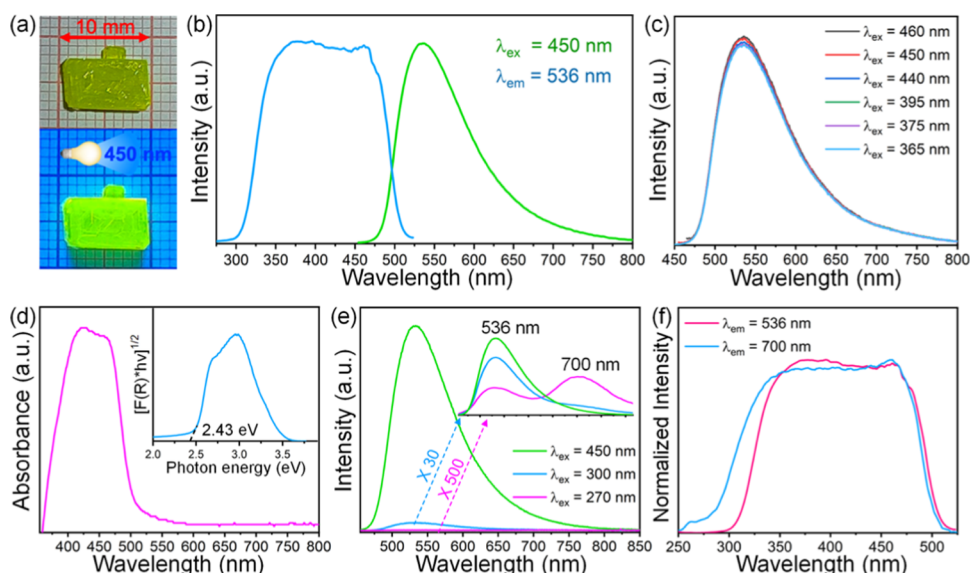 (a)
10 mm
450 nm
(b)
λex = 450 nm
λem = 536 nm
Intensity (a.u.)
300 350 400 450 500 550 600 650 700 750 800
Wavelength (nm)
(c)
λex = 460 nm
λex = 450 nm
λex = 440 nm
λex = 395 nm
λex = 375 nm
λex = 365 nm
Intensity (a.u.)
450 500 550 600 650 700 750 800
Wavelength (nm)
(d)
Absorbance (a.u.)
[F(R)*hv]1/2
2.43 eV
2.0 2.5 3.0 3.5
Photon energy (eV)
400 450 500 550 600 650 700 750 800
Wavelength (nm)
(e)
536 nm
700 nm
X 30
X 500
λex = 450 nm
λex = 300 nm
λex = 270 nm
Intensity (a.u.)
500 550 600 650 700 750 800 850
Wavelength (nm)
(f)
λem = 536 nm
λem = 700 nm
Normalized Intensity
250 300 350 400 450 500
Wavelength (nm)